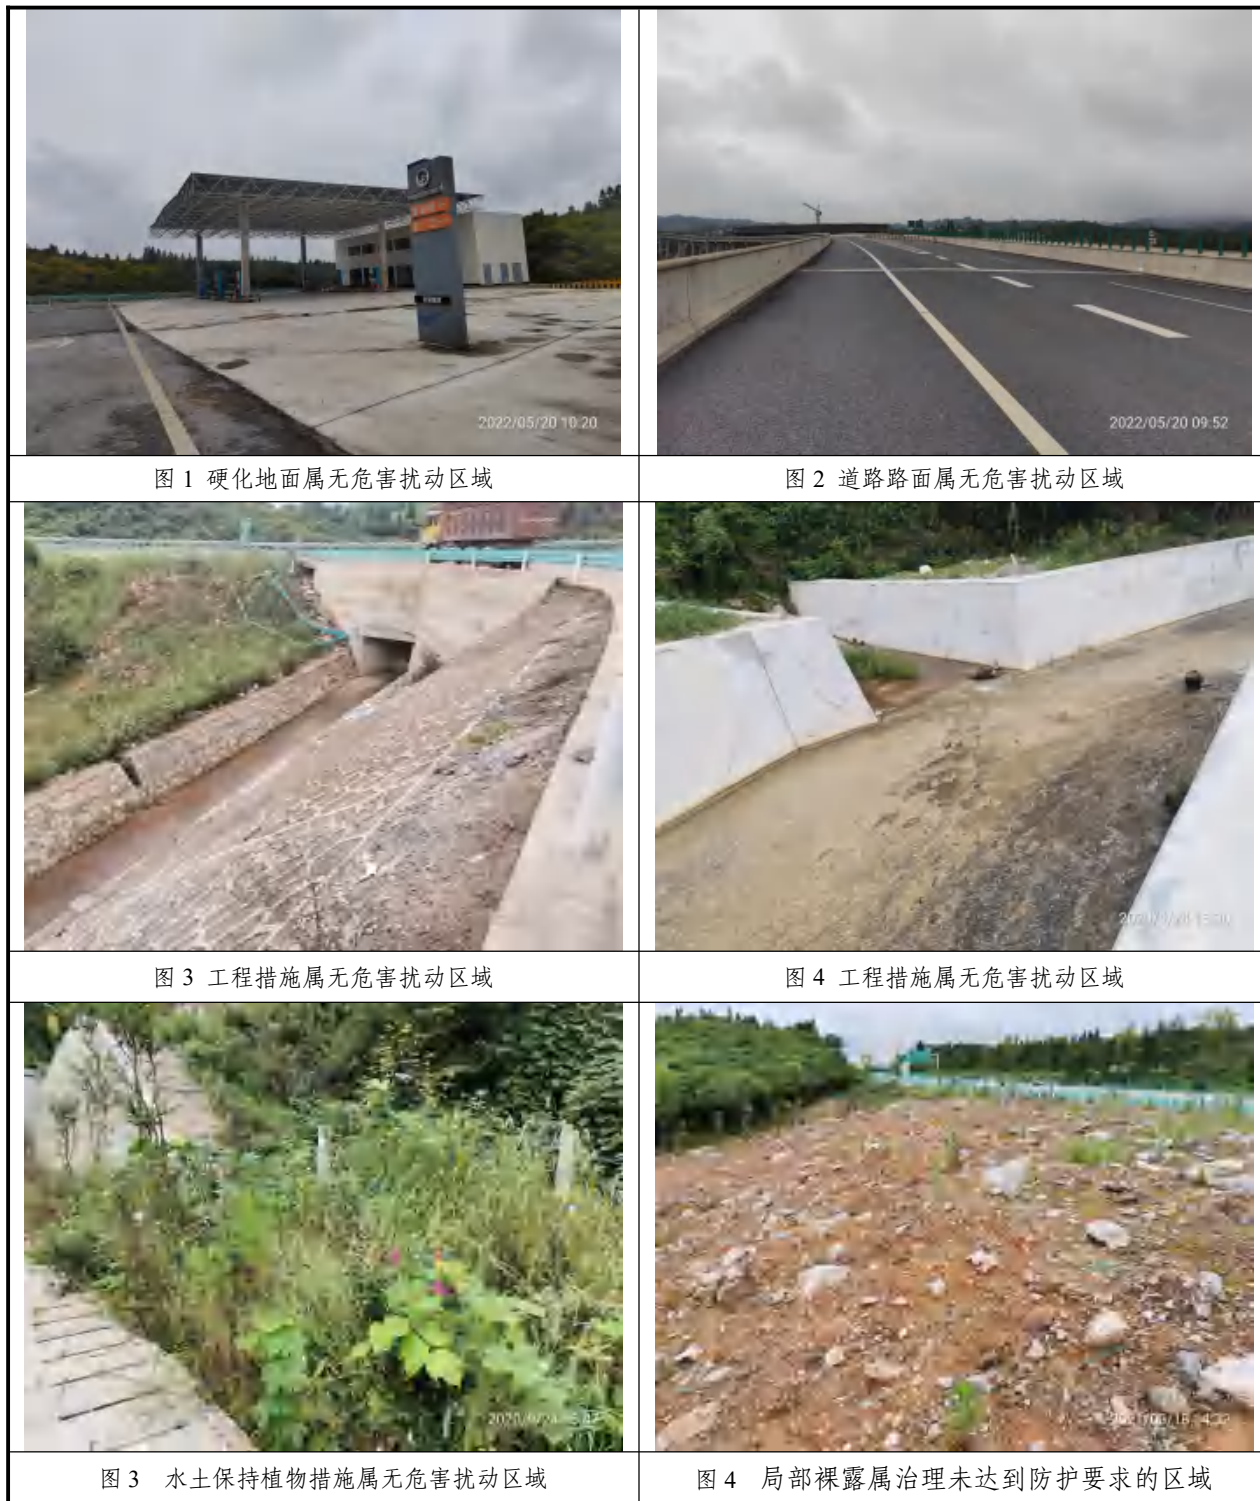 2022/05/20 10:20
2022/05/20 09:52
图 1 硬化地面属无危害扰动区域
图 2 道路路面属无危害扰动区域
图 3 工程措施属无危害扰动区域
图 4 工程措施属无危害扰动区域
图 3 水土保持植物措施属无危害扰动区域
图 4 局部裸露属治理未达到防护要求的区域